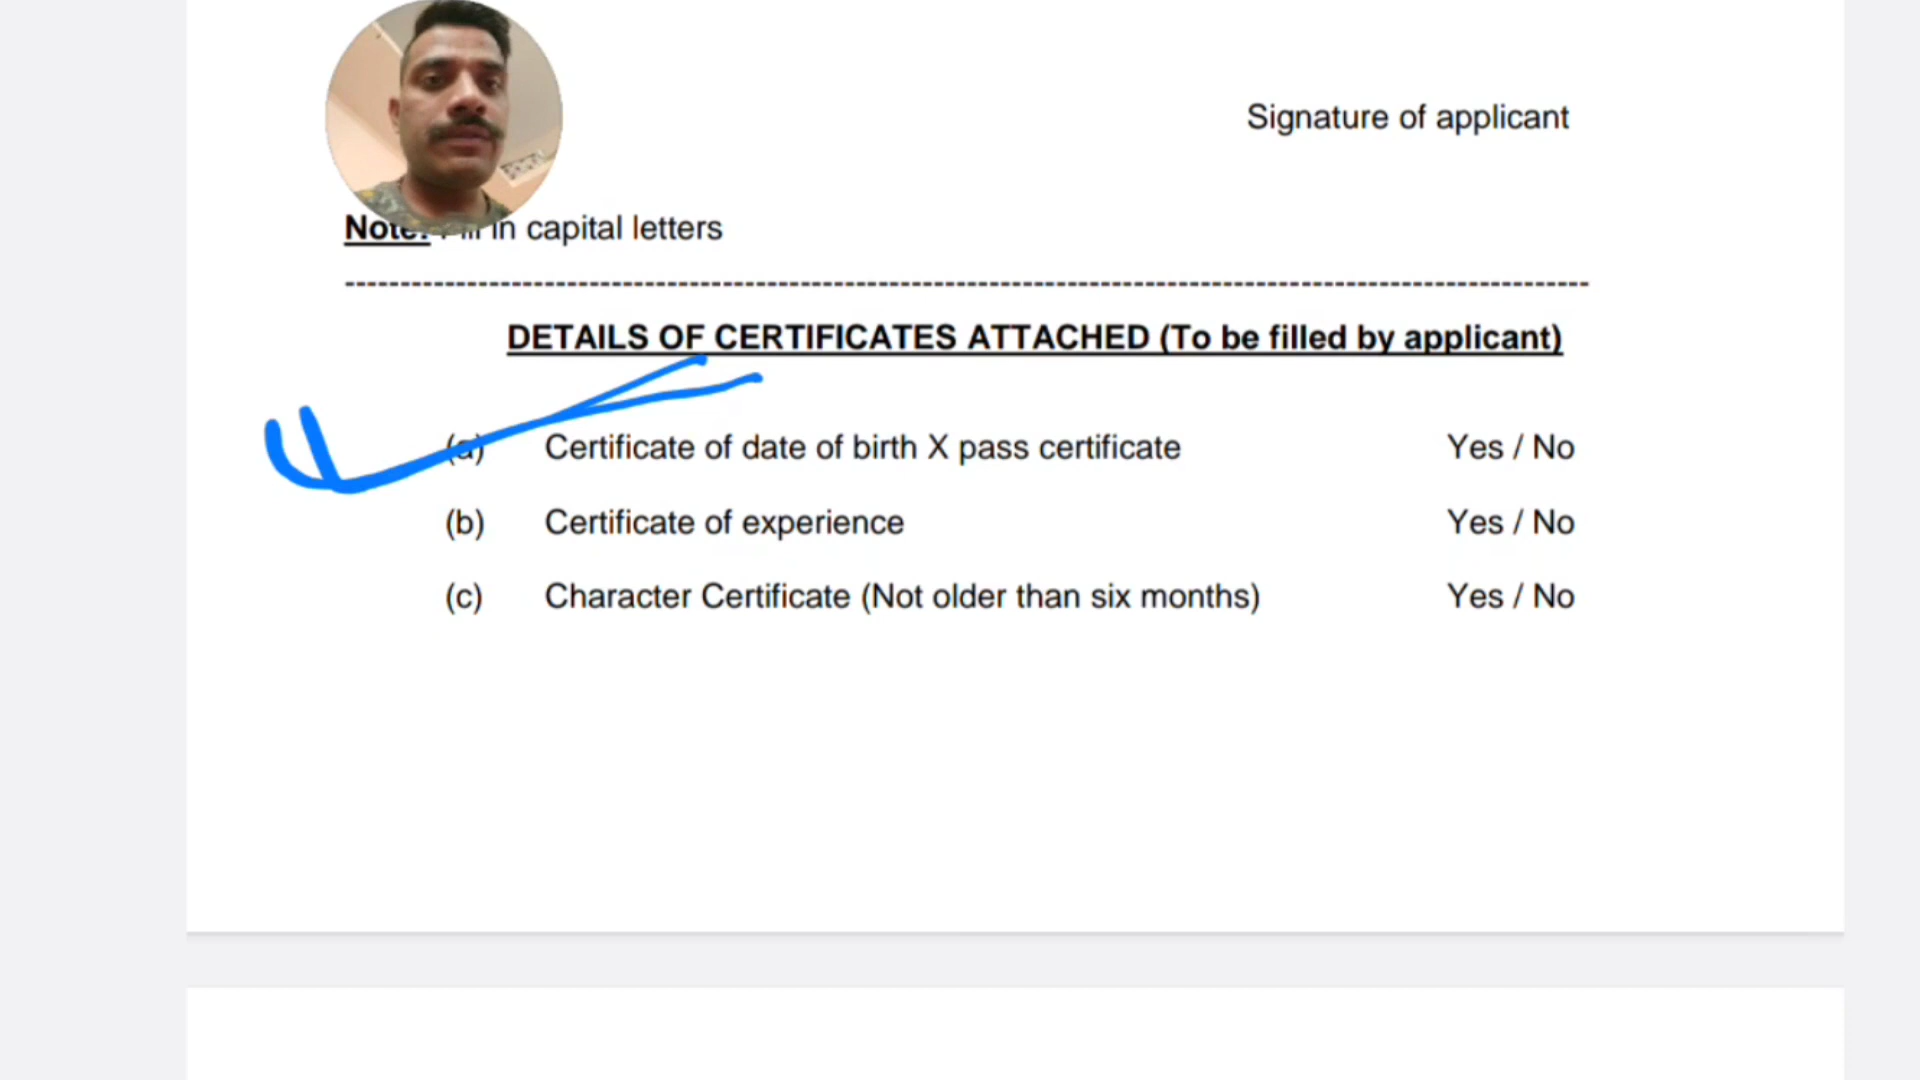 Signature of applicant
Note: Fill in capital letters
--------------------------------------------------------------------------------------------------------------------
DETAILS OF CERTIFICATES ATTACHED (To be filled by applicant)
(a) Certificate of date of birth X pass certificate Yes / No
(b) Certificate of experience Yes / No
(c) Character Certificate (Not older than six months) Yes / No